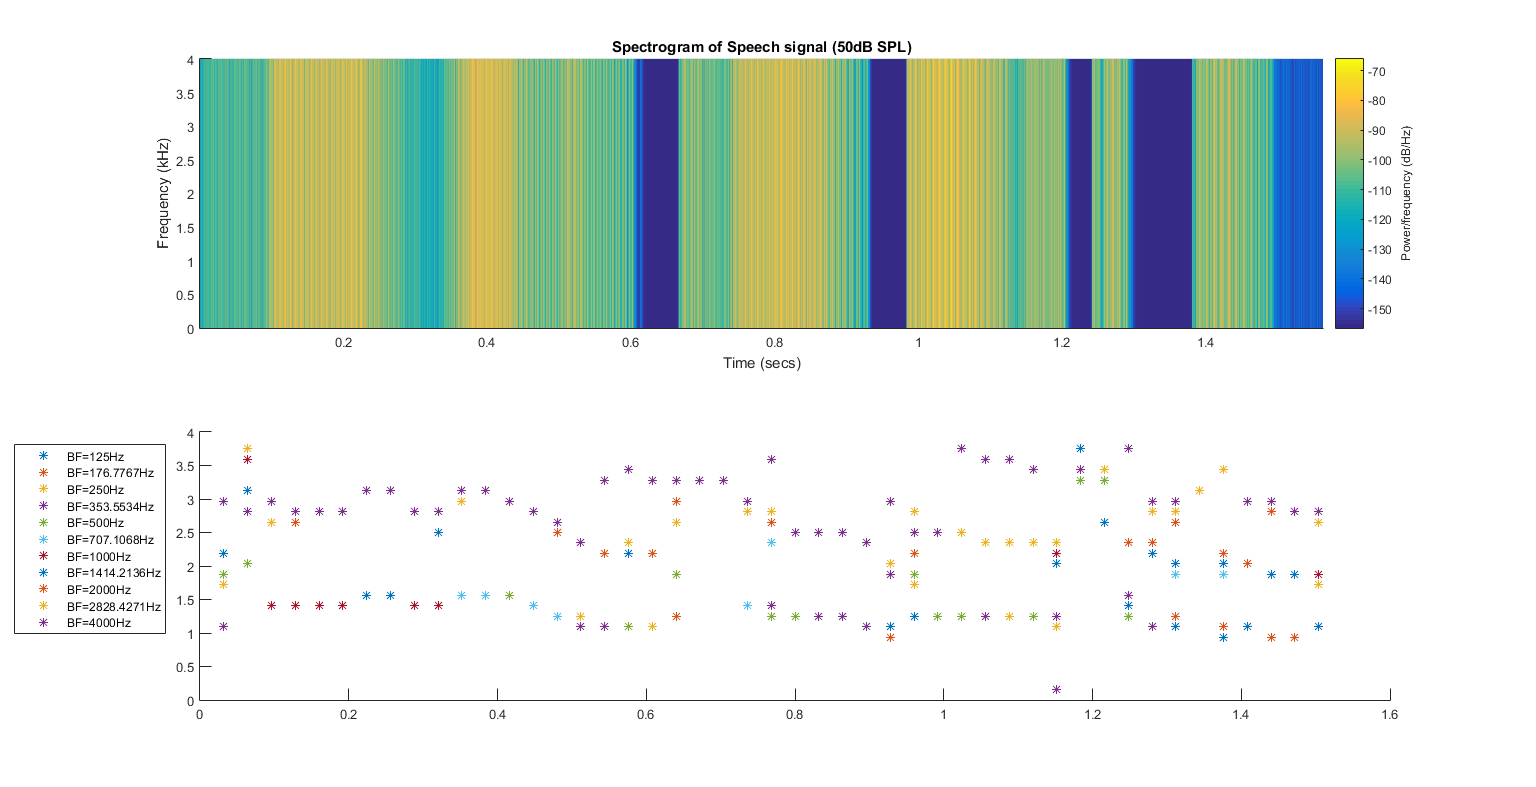 Spectrogram of Speech signal (50dB SPL)
4
3.5
3
2.5
2
1.5
1
0.5
0
Frequency (kHz)
0.2 0.4 0.6 0.8 1 1.2 1.4
Time (secs)
-70
-80
-90
-100
-110
-120
-130
-140
-150
Power/frequency (dB/Hz)
BF=125Hz
BF=176.7767Hz
BF=250Hz
BF=353.5534Hz
BF=500Hz
BF=707.1068Hz
BF=1000Hz
BF=1414.2136Hz
BF=2000Hz
BF=2828.4271Hz
BF=4000Hz
4
3.5
3
2.5
2
1.5
1
0.5
0
0 0.2 0.4 0.6 0.8 1 1.2 1.4 1.6